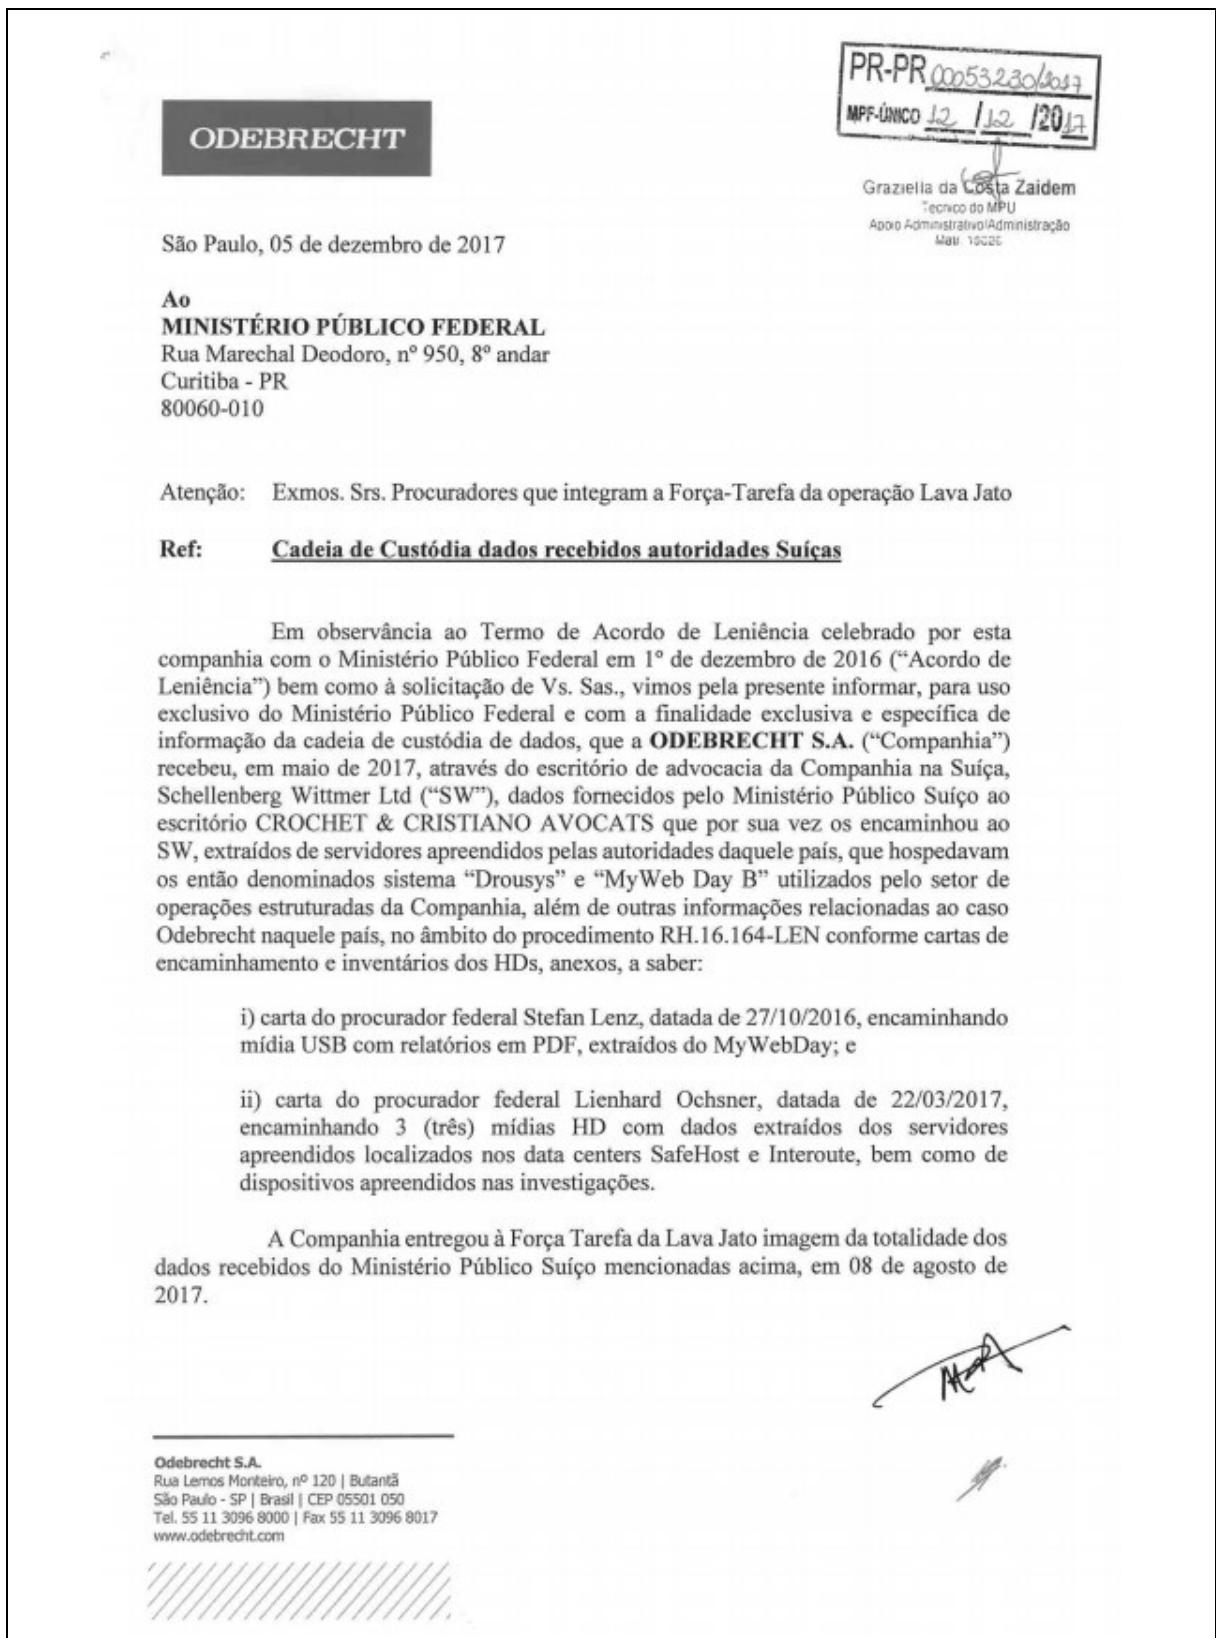 PR-PR 00053230/2017
MPF-ÚNICO 12 / 12 /2017
ODEBRECHT
Graziella da Costa Zaidem
Técnico do MPU
Apoio Administrativo/Administração
São Paulo, 05 de dezembro de 2017
Ao
MINISTÉRIO PÚBLICO FEDERAL
Rua Marechal Deodoro, nº 950, 8º andar
Curitiba - PR
80060-010
Atenção: Exmos. Srs. Procuradores que integram a Força-Tarefa da operação Lava Jato
Ref: Cadeia de Custódia dados recebidos autoridades Suíças
Em observância ao Termo de Acordo de Leniência celebrado por esta
companhia com o Ministério Público Federal em 1º de dezembro de 2016 (“Acordo de
Leniência”) bem como à solicitação de Vs. Sas., vimos pela presente informar, para uso
exclusivo do Ministério Público Federal e com a finalidade exclusiva e específica de
informação da cadeia de custódia de dados, que a ODEBRECHT S.A. (“Companhia”)
recebeu, em maio de 2017, através do escritório de advocacia da Companhia na Suíça,
Schellenberg Wittmer Ltd (“SW”), dados fornecidos pelo Ministério Público Suíço ao
escritório CROCHET & CRISTIANO AVOCATS que por sua vez os encaminhou ao
SW, extraídos de servidores apreendidos pelas autoridades daquele país, que hospedavam
os então denominados sistema “Drousys” e “MyWeb Day B” utilizados pelo setor de
operações estruturadas da Companhia, além de outras informações relacionadas ao caso
Odebrecht naquele país, no âmbito do procedimento RH.16.164-LEN conforme cartas de
encaminhamento e inventários dos HDs, anexos, a saber:
i) carta do procurador federal Stefan Lenz, datada de 27/10/2016, encaminhando
mídia USB com relatórios em PDF, extraídos do MyWebDay; e
ii) carta do procurador federal Lienhard Ochsner, datada de 22/03/2017,
encaminhando 3 (três) mídias HD com dados extraídos dos servidores
apreendidos localizados nos data centers SafeHost e Interoute, bem como de
dispositivos apreendidos nas investigações.
A Companhia entregou à Força Tarefa da Lava Jato imagem da totalidade dos
dados recebidos do Ministério Público Suíço mencionadas acima, em 08 de agosto de
2017.
Odebrecht S.A.
Rua Lemos Monteiro, nº 120 | Butantã
São Paulo - SP | Brasil | CEP 05501 050
Tel. 55 11 3096 8000 | Fax 55 11 3096 8017
www.odebrecht.com